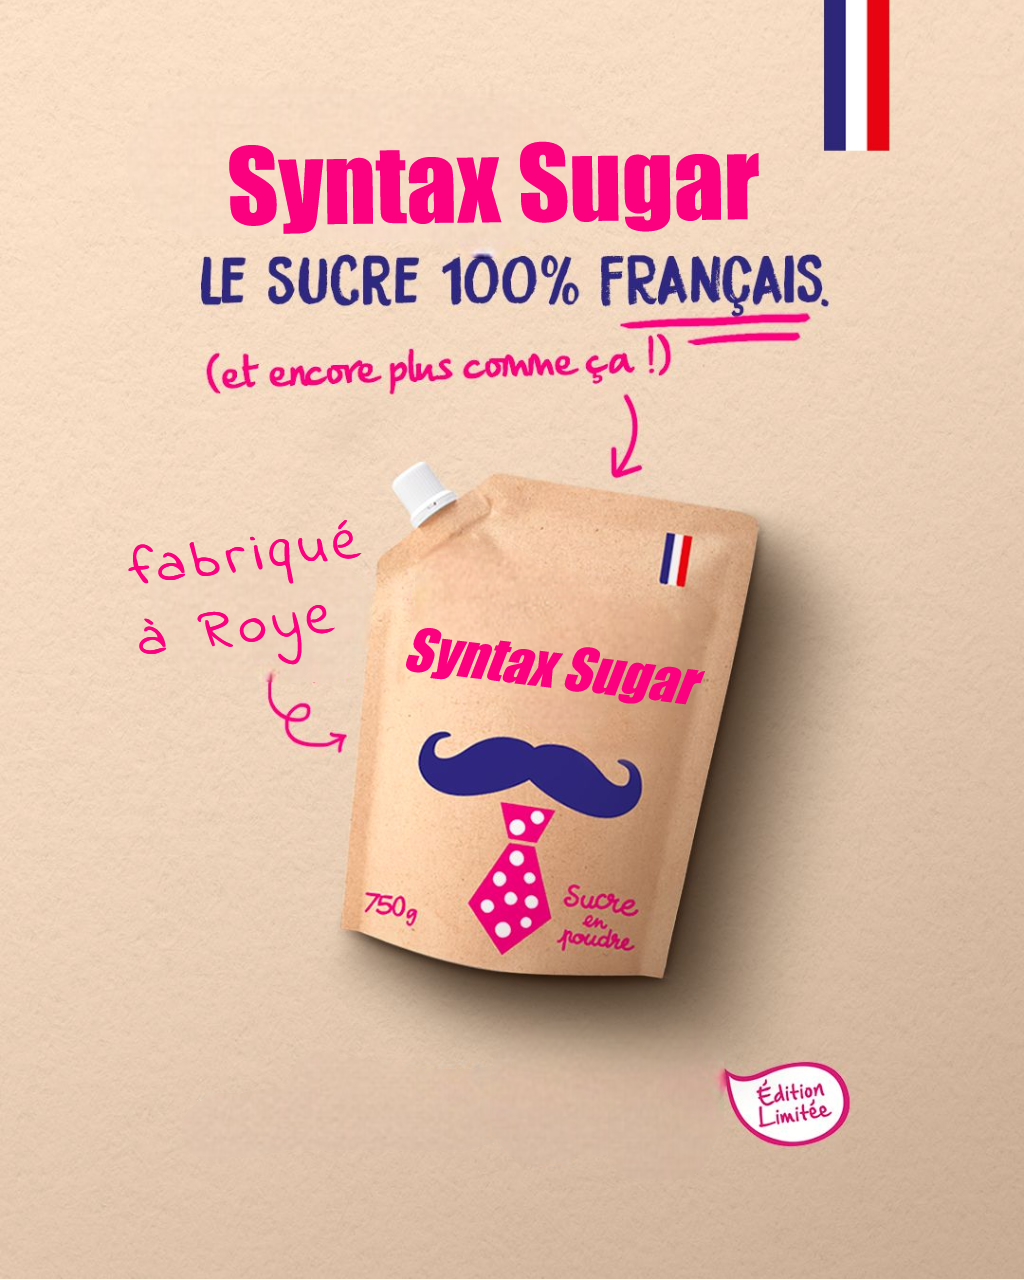 Syntax Sugar
LE SUCRE 100% FRANÇAIS.
(et encore plus comme ça !)
fabriqué
à Roye
Syntax Sugar
750g
Sucre
en
poudre
Édition
Limitée